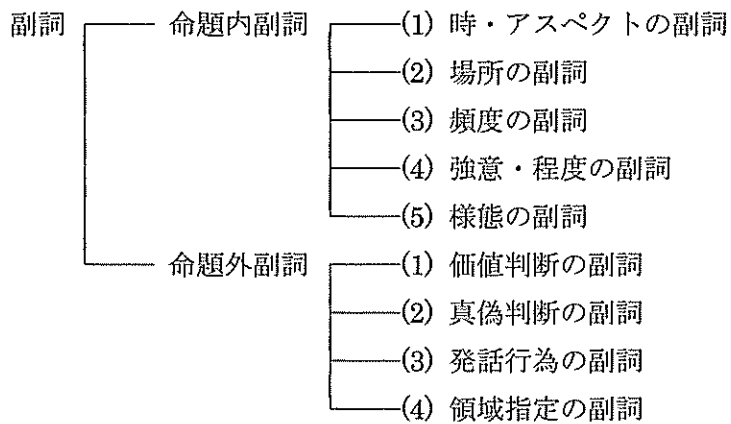 副詞 命題内副詞 (1) 時・アスペクトの副詞
(2) 場所の副詞
(3) 頻度の副詞
(4) 強意・程度の副詞
(5) 様態の副詞
命題外副詞 (1) 価値判断の副詞
(2) 真偽判断の副詞
(3) 発話行為の副詞
(4) 領域指定の副詞